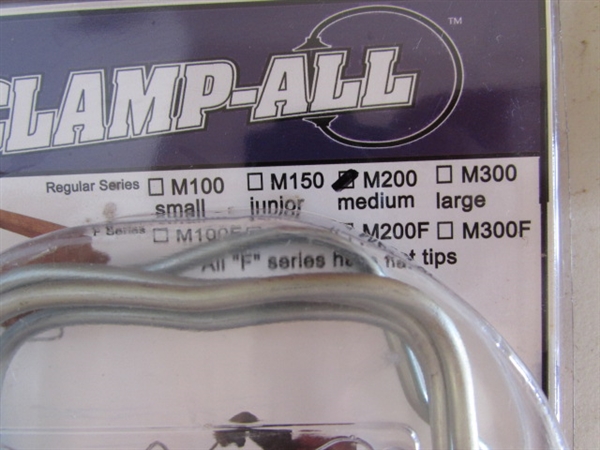 CLAMP-ALL ™
Regular Series ☐ M100 ☐ M150 ☑ M200 ☐ M300
small junior medium large
F Series ☐ M100F ☐ M200F ☐ M300F
All "F" series have flat tips